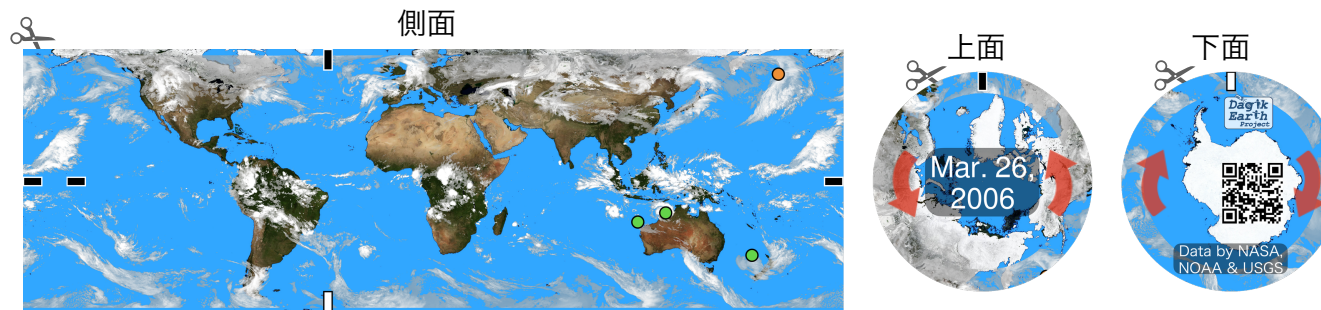 側面
上面
下面
Mar. 26,
2006
Dagik
Earth
Project
Data by NASA,
NOAA & USGS